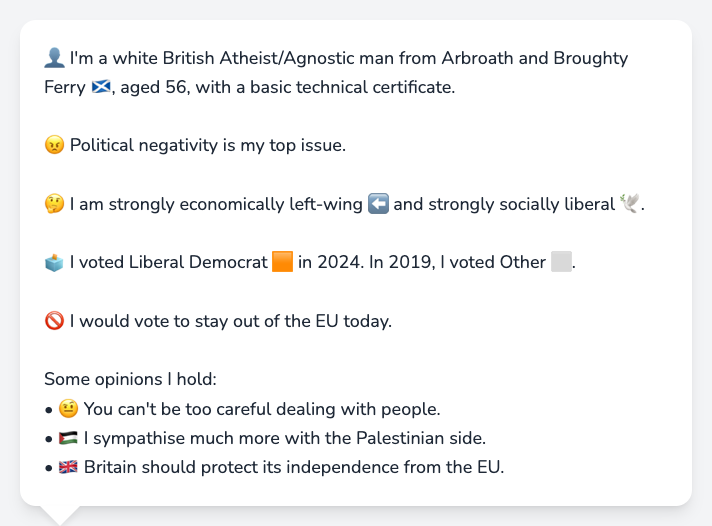 👤 I'm a white British Atheist/Agnostic man from Arbroath and Broughty
Ferry 🏴󠁧󠁢󠁳󠁣󠁴󠁿, aged 56, with a basic technical certificate.
😠 Political negativity is my top issue.
🤔 I am strongly economically left-wing ⬅️ and strongly socially liberal 🕊️.
🗳️ I voted Liberal Democrat 🟧 in 2024. In 2019, I voted Other ⬜.
🚫 I would vote to stay out of the EU today.
Some opinions I hold:
• 🤨 You can't be too careful dealing with people.
• 🇵🇸 I sympathise much more with the Palestinian side.
• 🇬🇧 Britain should protect its independence from the EU.